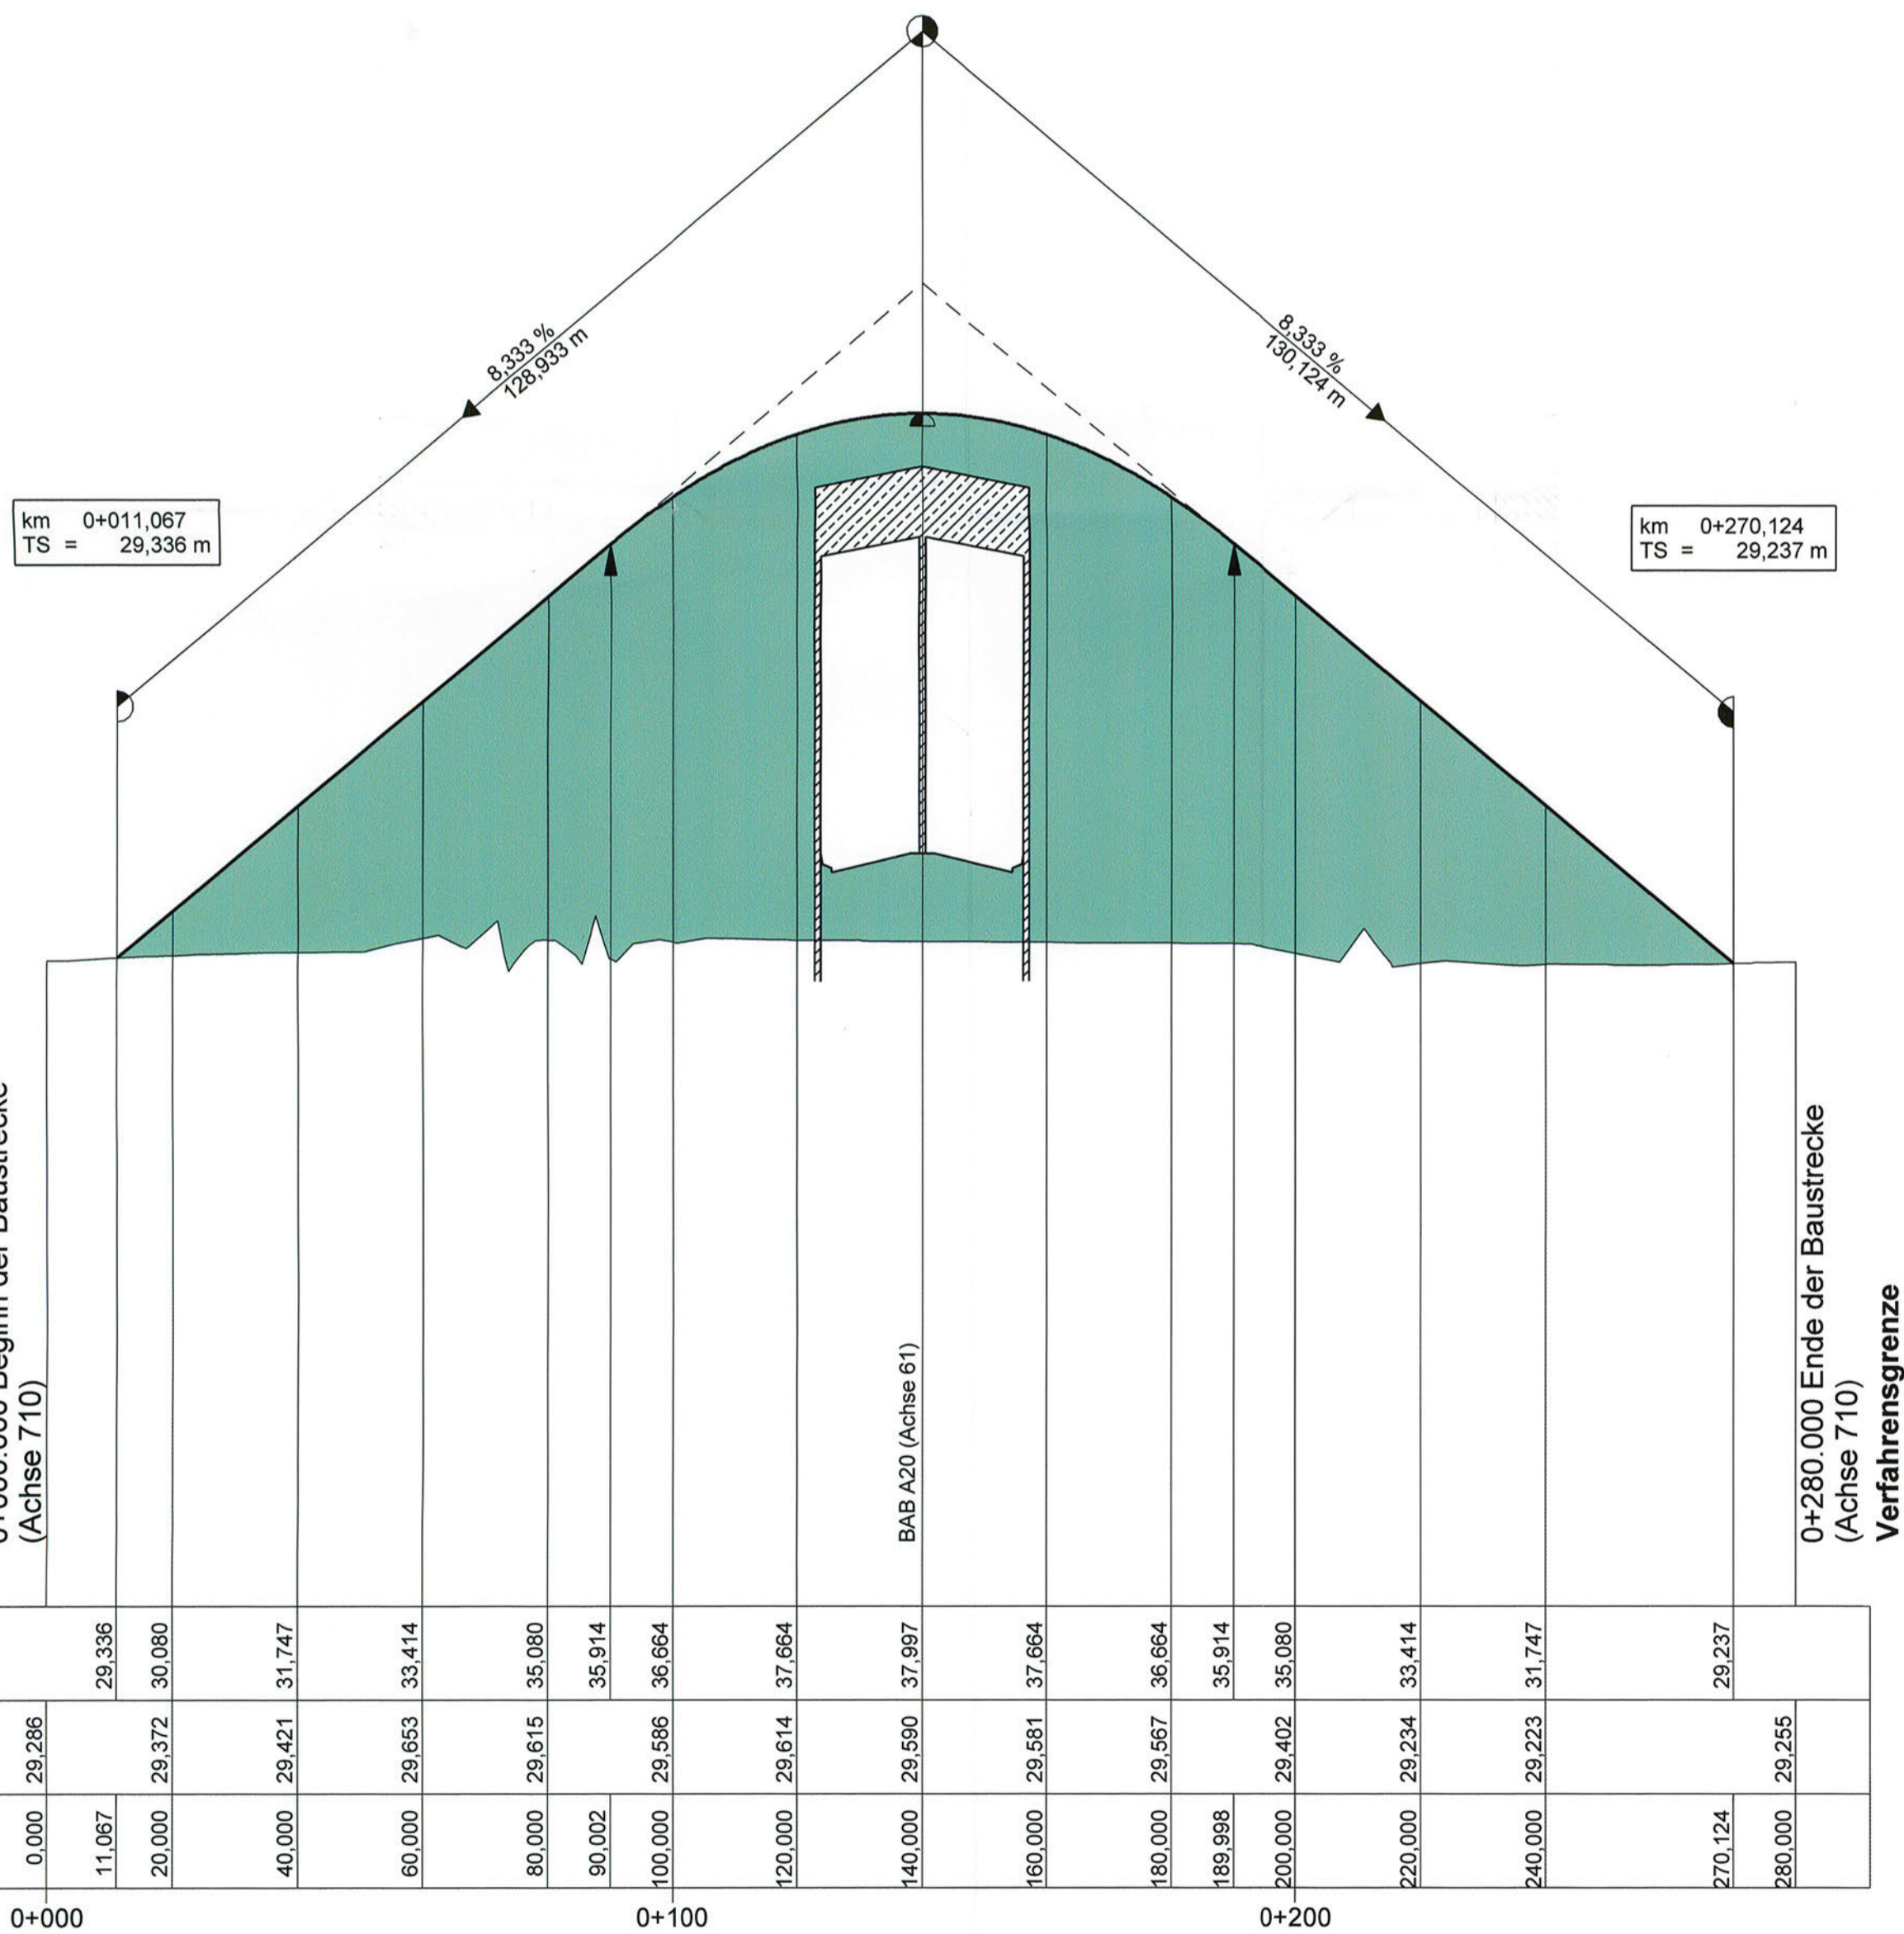 8,333 %
128,933 m
8,333 %
130,124 m
km 0+011,067
TS = 29,336 m
km 0+270,124
TS = 29,237 m
Beginn der Baustrecke
(Achse 710)
BAB A20 (Achse 61)
0+280.000 Ende der Baustrecke
(Achse 710)
Verfahrensgrenze
29,336 30,080 31,747 33,414 35,080 35,914 36,664 37,664 37,997 37,664 36,664 35,914 35,080 33,414 31,747 29,237
29,286 29,372 29,421 29,653 29,615 29,586 29,614 29,590 29,581 29,567 29,402 29,234 29,223 29,255
0,000 11,067 20,000 40,000 60,000 80,000 90,002 100,000 120,000 140,000 160,000 180,000 189,998 200,000 220,000 240,000 270,124 280,000
0+000 0+100 0+200